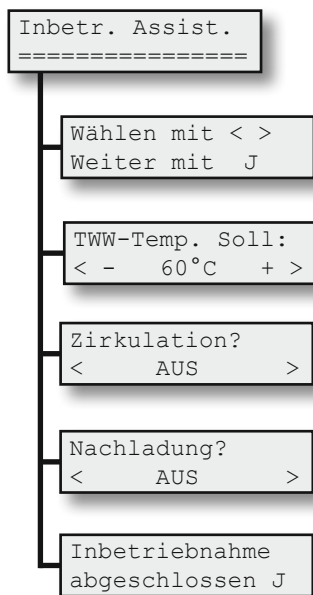 Inbetr. Assist.
================
Wählen mit < >
Weiter mit J
TWW-Temp. Soll:
< - 60°C + >
Zirkulation?
< AUS >
Nachladung?
< AUS >
Inbetriebnahme
abgeschlossen J